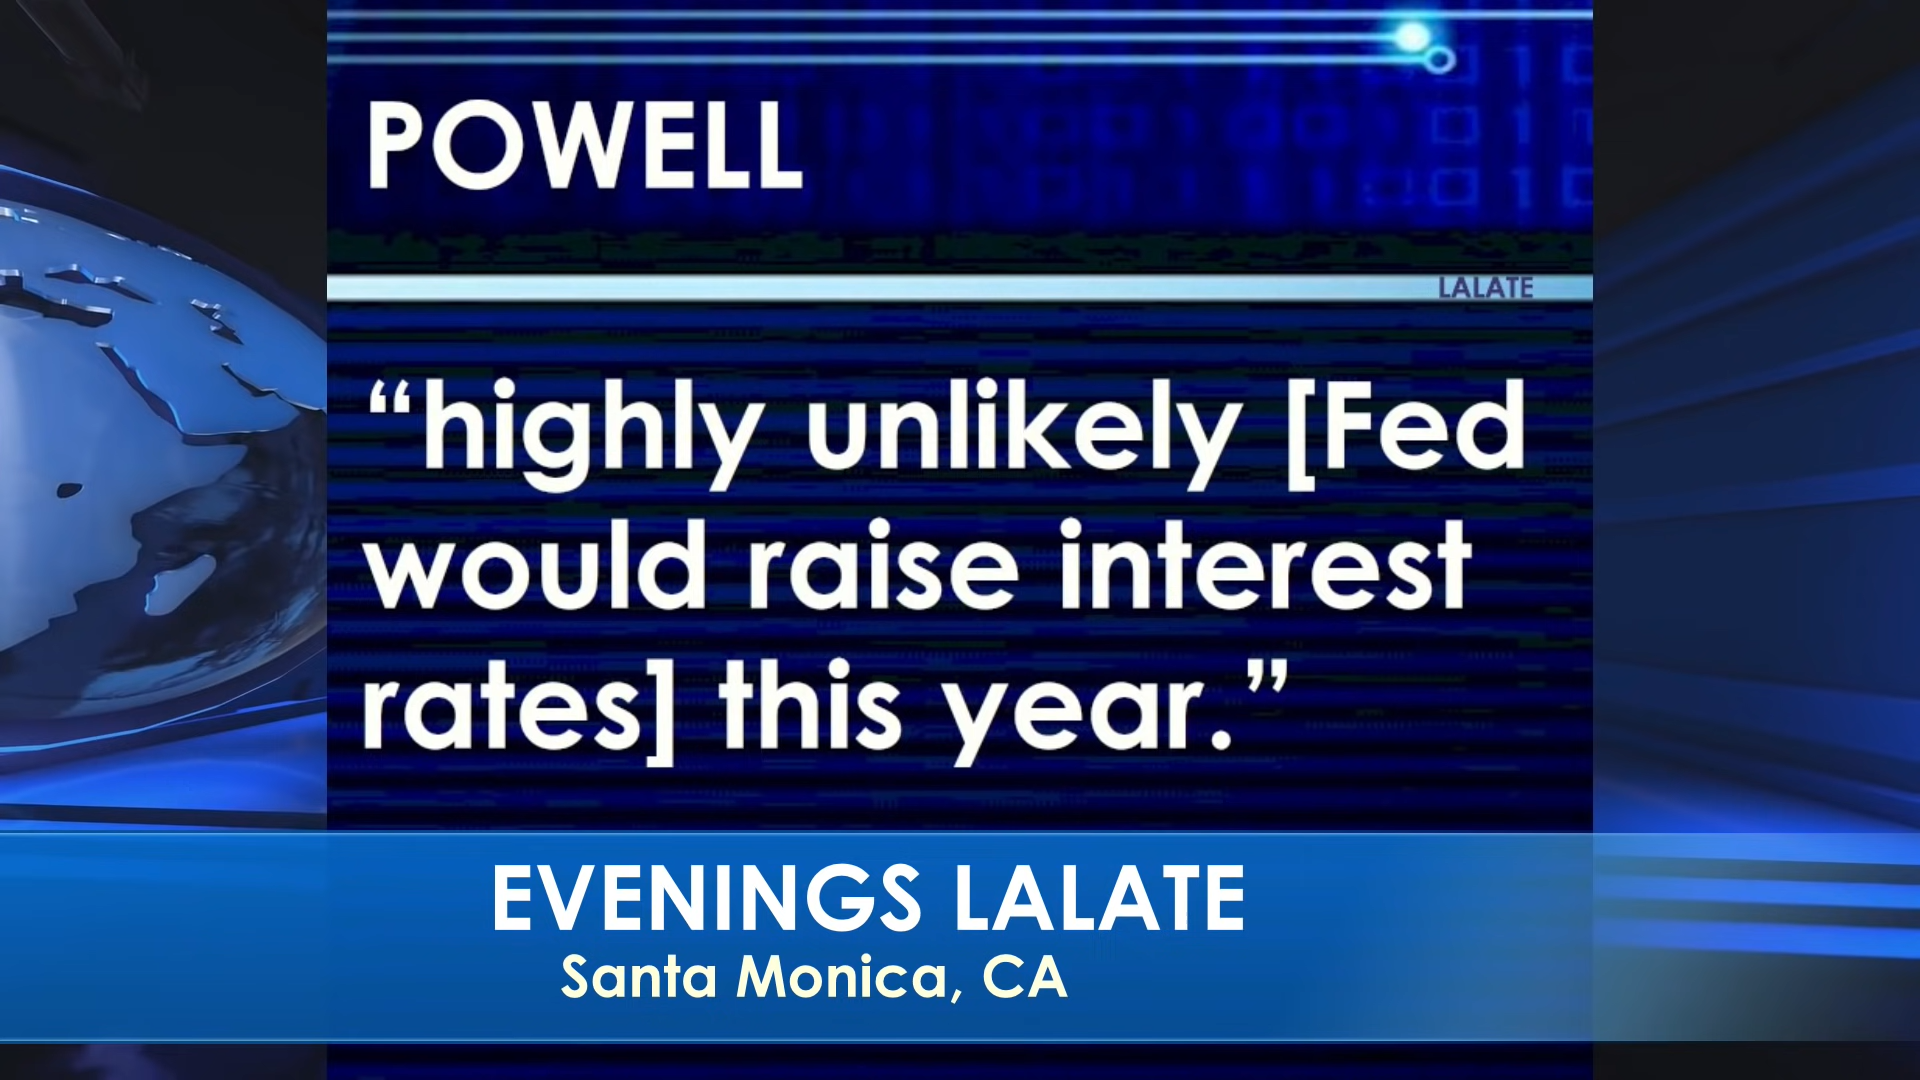 POWELL
LALATE
“highly unlikely [Fed
would raise interest
rates] this year.”
EVENINGS LALATE
Santa Monica, CA